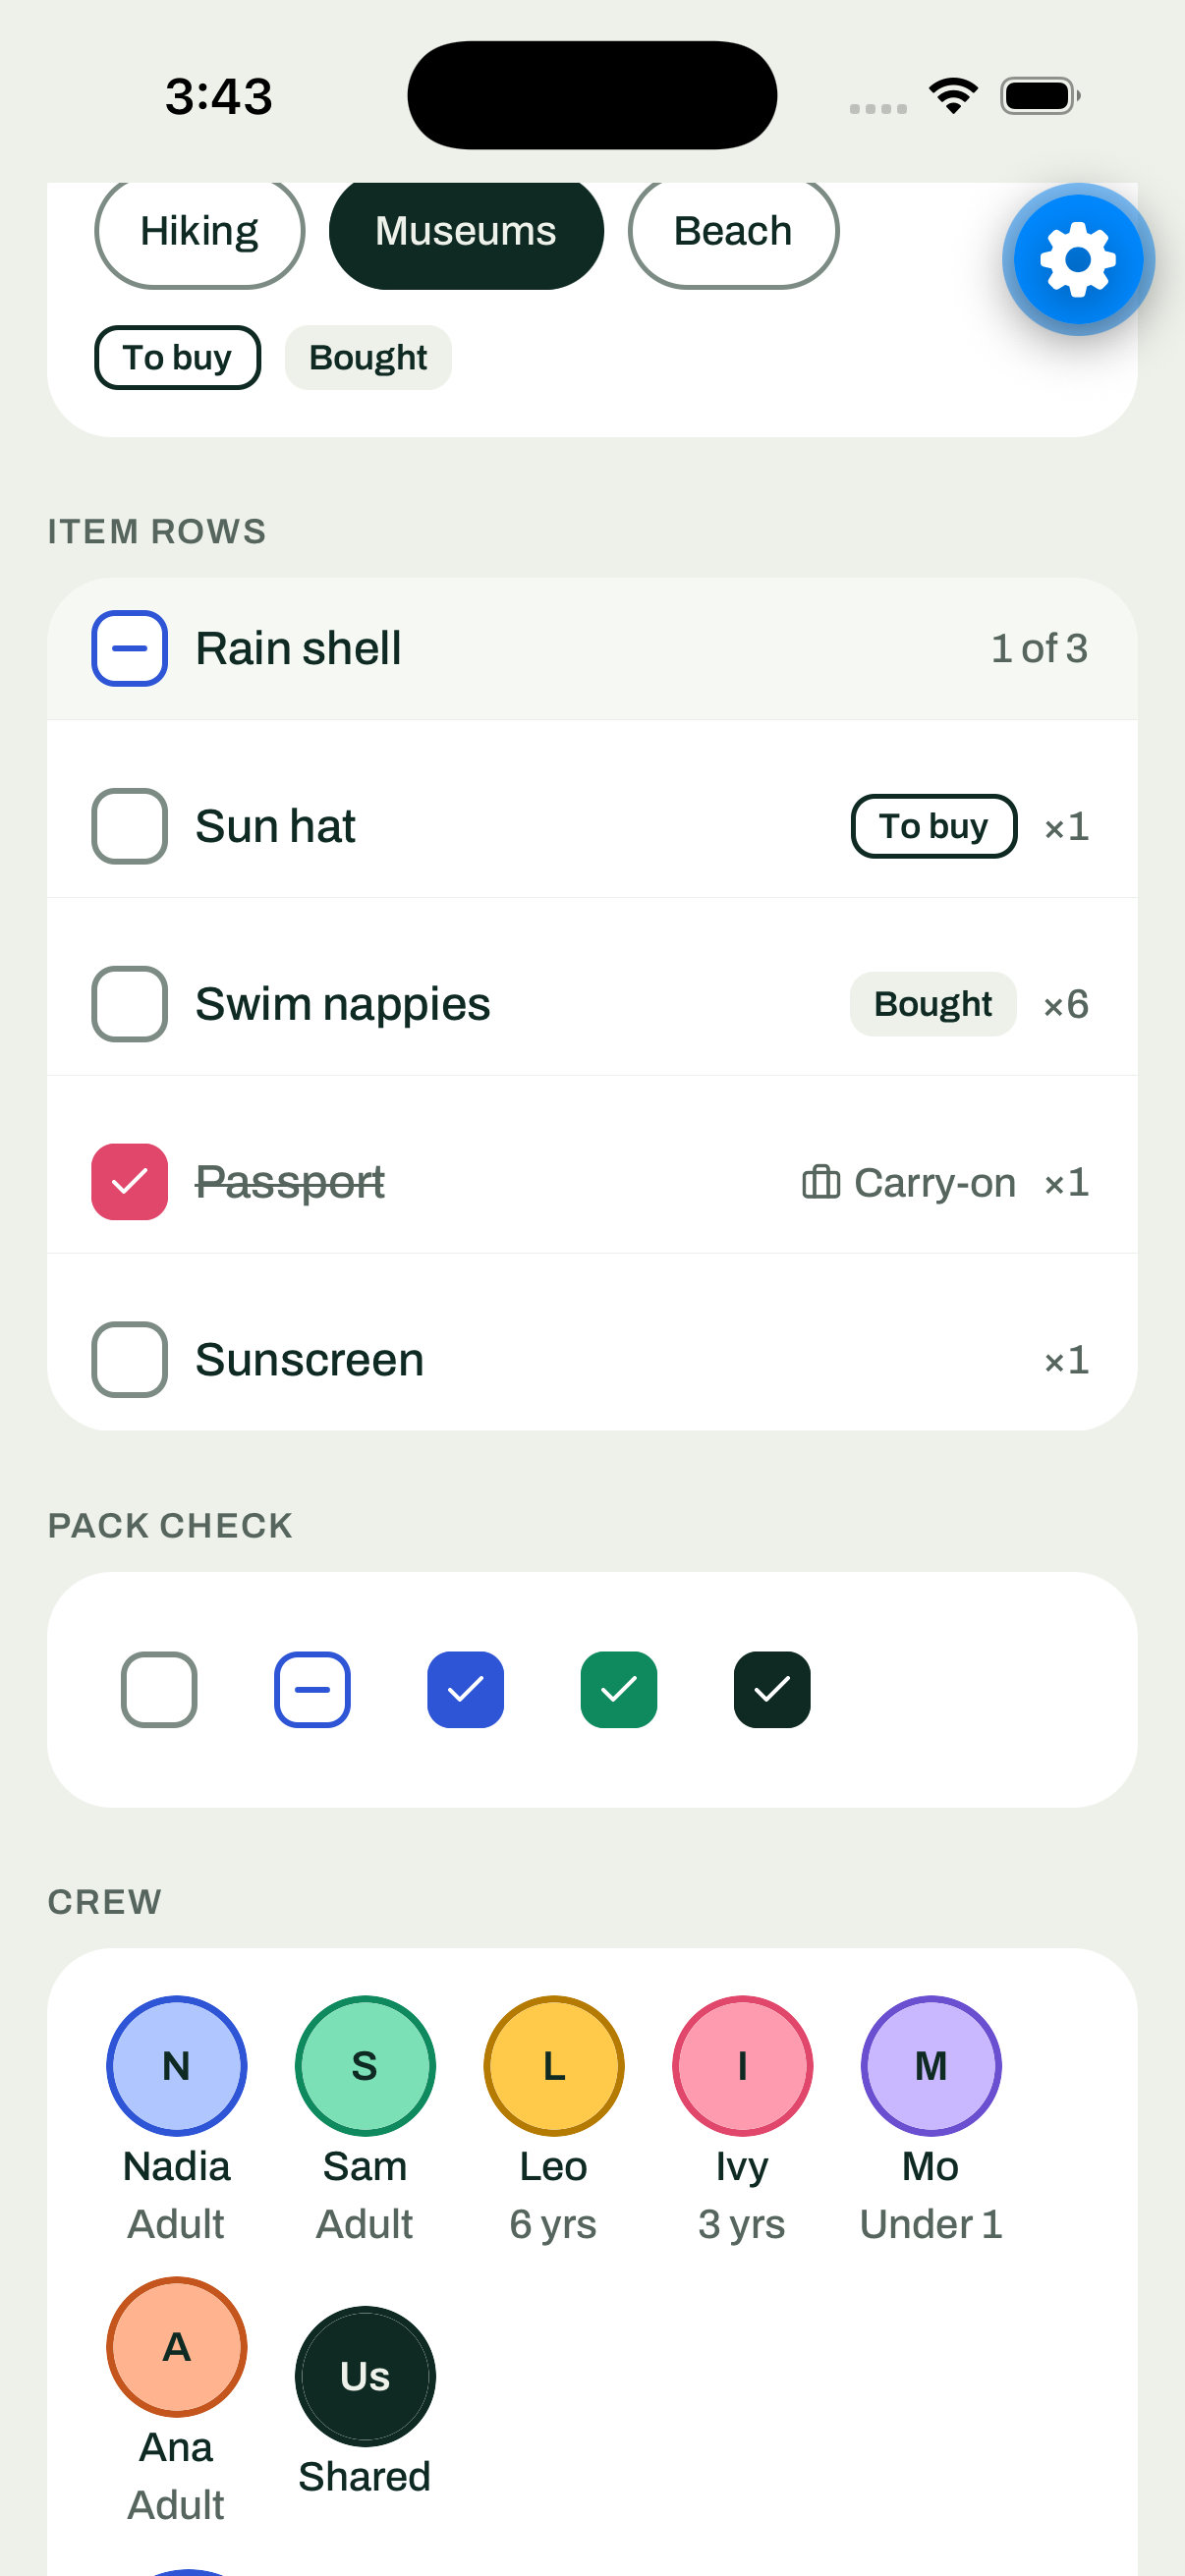 3:43
Hiking Museums Beach
To buy Bought
ITEM ROWS
Rain shell 1 of 3
Sun hat To buy ×1
Swim nappies Bought ×6
Passport Carry-on ×1
Sunscreen ×1
PACK CHECK
CREW
N S L I M
Nadia Sam Leo Ivy Mo
Adult Adult 6 yrs 3 yrs Under 1
A Us
Ana Shared
Adult